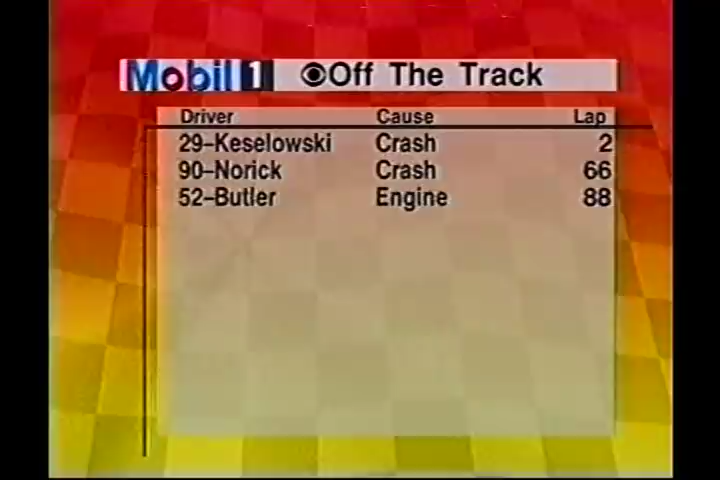 Mobil 1 Off The Track
Driver Cause Lap
29-Keselowski Crash 2
90-Norick Crash 66
52-Butler Engine 88